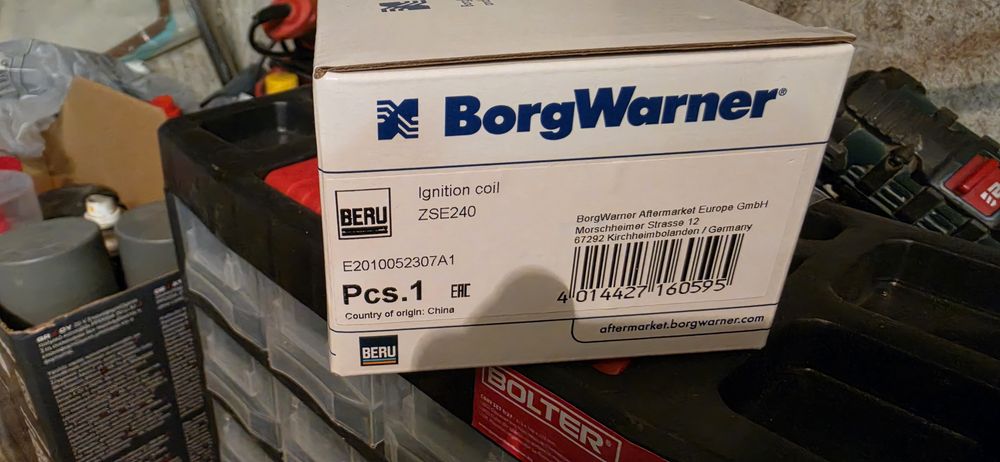 BorgWarner®
BERU
Ignition coil
ZSE240
BorgWarner Aftermarket Europe GmbH
Morschheimer Strasse 12
67292 Kirchheimbolanden / Germany
E2010052307A1
Pcs.1 EAC
4 014427 160595
Country of origin: China
aftermarket.borgwarner.com
BERU
BOLTER